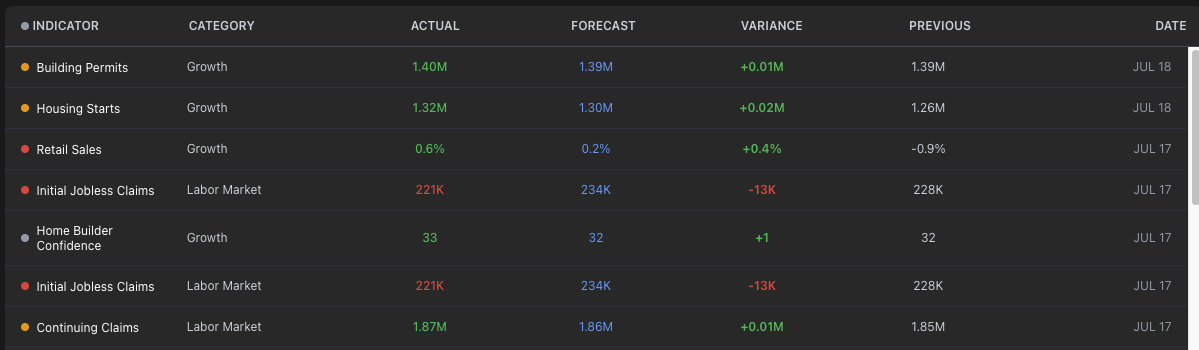 INDICATOR CATEGORY ACTUAL FORECAST VARIANCE PREVIOUS DATE
Building Permits Growth 1.40M 1.39M +0.01M 1.39M JUL 18
Housing Starts Growth 1.32M 1.30M +0.02M 1.26M JUL 18
Retail Sales Growth 0.6% 0.2% +0.4% -0.9% JUL 17
Initial Jobless Claims Labor Market 221K 234K -13K 228K JUL 17
Home Builder
Confidence Growth 33 32 +1 32 JUL 17
Initial Jobless Claims Labor Market 221K 234K -13K 228K JUL 17
Continuing Claims Labor Market 1.87M 1.86M +0.01M 1.85M JUL 17